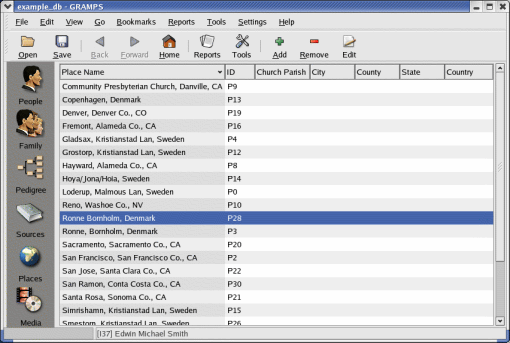 example_db - GRAMPS
File Edit View Go Bookmarks Reports Tools Settings Help
Open Save Back Forward Home Reports Tools Add Remove Edit
People
Family
Pedigree
Sources
Places
Media
Place Name ID Church Parish City County State Country
Community Presbyterian Church, Danville, CA P9
Copenhagen, Denmark P13
Denver, Denver Co., CO P19
Fremont, Alameda Co., CA P16
Gladsax, Kristianstad Lan, Sweden P4
Grostorp, Kristianstad Lan, Sweden P12
Hayward, Alameda Co., CA P8
Hoya/Jona/Hoia, Sweden P14
Loderup, Malmous Lan, Sweden P0
Reno, Washoe Co., NV P10
Ronne Bornholm, Denmark P28
Ronne, Bornholm, Denmark P3
Sacramento, Sacramento Co., CA P20
San Francisco, San Francisco Co., CA P2
San Jose, Santa Clara Co., CA P22
San Ramon, Conta Costa Co., CA P30
Santa Rosa, Sonoma Co., CA P21
Simrishamn, Kristianstad Lan, Sweden P15
Smestorp, Kristianstad Lan, Sweden P26
[I37] Edwin Michael Smith